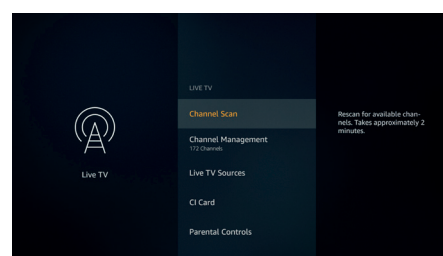 Live TV
LIVE TV
Channel Scan
Channel Management
172 Channels
Live TV Sources
CI Card
Parental Controls
Rescan for available chan-
nels. Takes approximately 2
minutes.